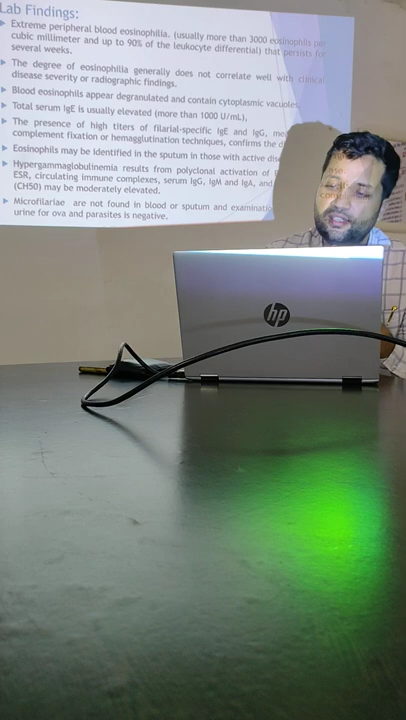 Lab Findings:
Extreme peripheral blood eosinophilia. (usually more than 3000 eosinophils per
cubic millimeter and up to 90% of the leukocyte differential) that persists for
several weeks.
The degree of eosinophilia generally does not correlate well with clinical
disease severity or radiographic findings.
Blood eosinophils appear degranulated and contain cytoplasmic vacuoles.
Total serum IgE is usually elevated (more than 1000 U/mL),
The presence of high titers of filarial-specific IgE and IgG,
complement fixation or hemagglutination techniques, confirms the
Eosinophils may be identified in the sputum in those with active
Hypergammaglobulinemia results from polyclonal activation of
ESR, circulating immune complexes, serum IgG, IgM and IgA, and
(CH50) may be moderately elevated.
Microfilariae are not found in blood or sputum and
urine for ova and parasites is negative.
hp